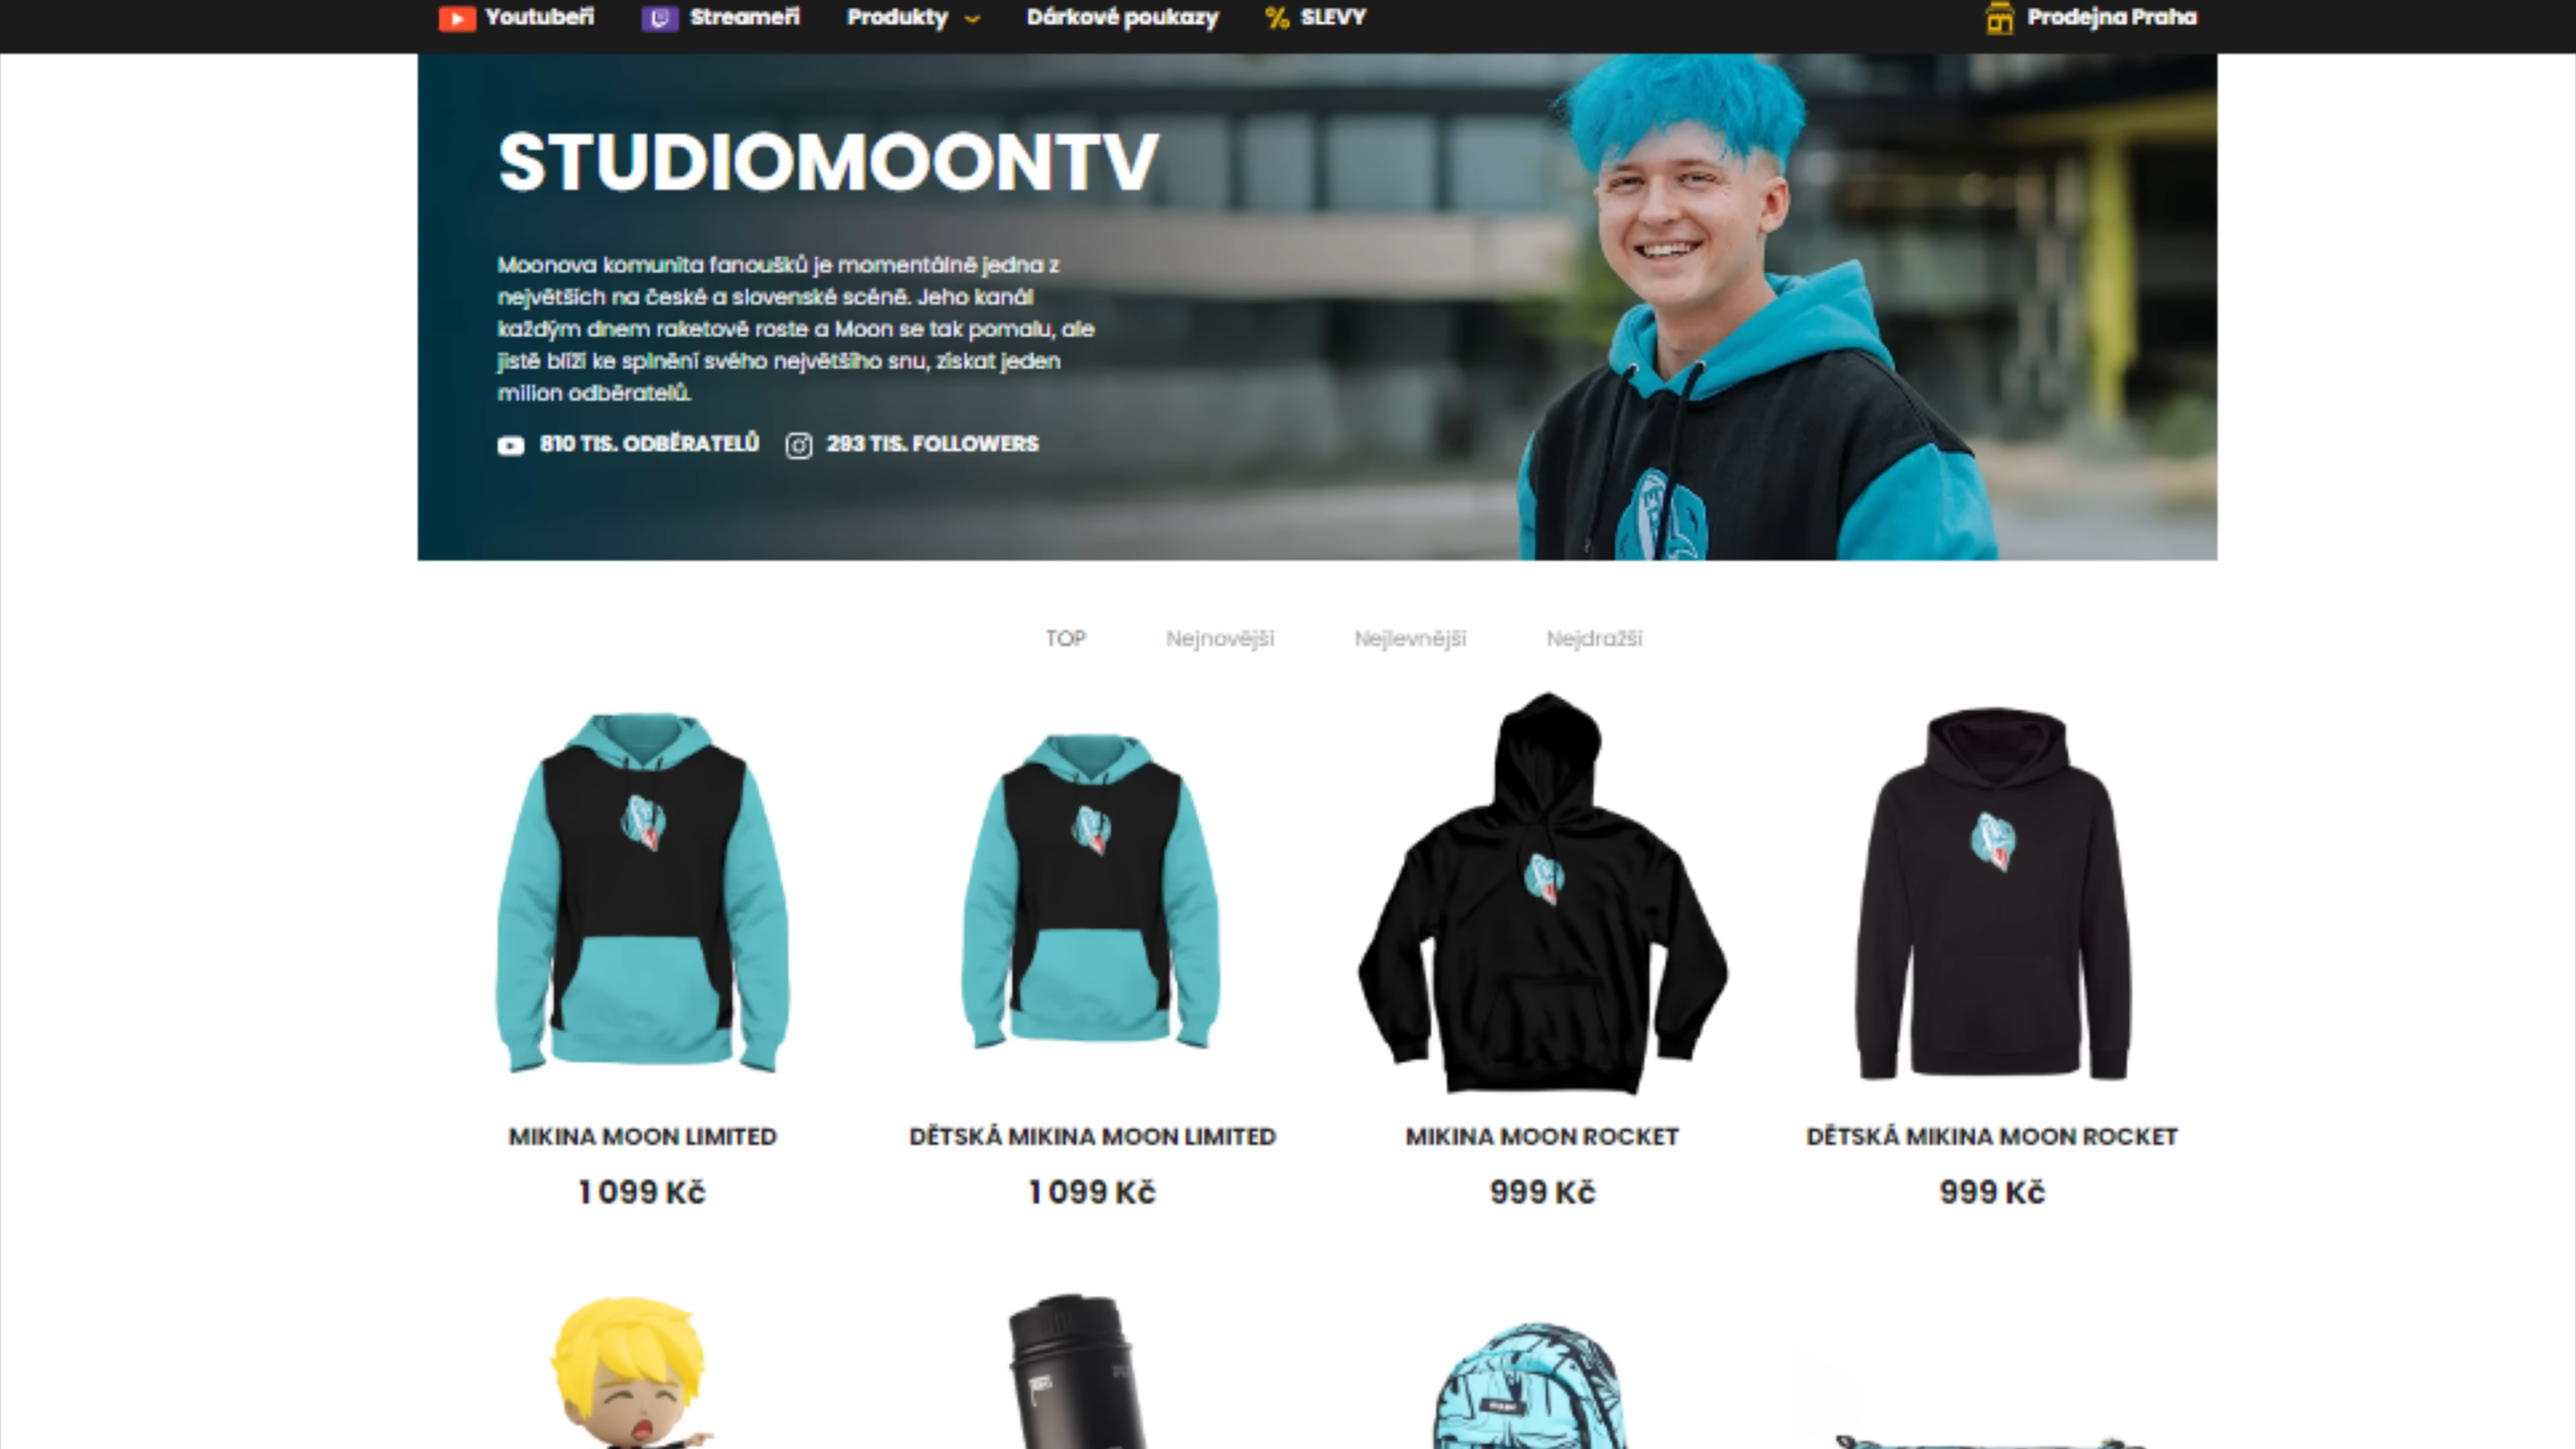 Youtubeři
Streameři
Produkty
Dárkové poukazy
% SLEVY
Prodejna Praha
STUDIOMOONTV
Moonova komunita fanoušků je momentálně jedna z
největších na české a slovenské scéně. Jeho kanál
každým dnem raketově roste a Moon se tak pomalu, ale
jistě blíží ke splnění svého největšího snu, získat jeden
milion odběratelů.
810 TIS. ODBĚRATELŮ
293 TIS. FOLLOWERS
TOP
Nejnovější
Nejlevnější
Nejdražší
MIKINA MOON LIMITED
DĚTSKÁ MIKINA MOON LIMITED
MIKINA MOON ROCKET
DĚTSKÁ MIKINA MOON ROCKET
1 099 Kč
1 099 Kč
999 Kč
999 Kč